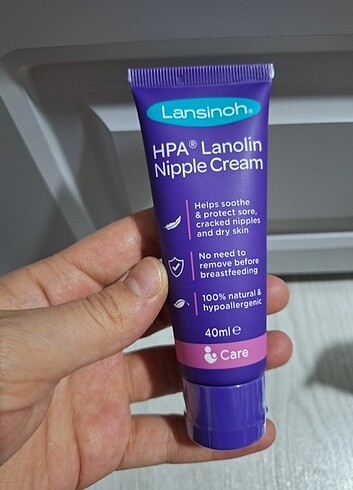 Lansinoh®
HPA® Lanolin
Nipple Cream
Helps soothe
& protect sore,
cracked nipples
and dry skin
No need to
remove before
breastfeeding
100% natural &
hypoallergenic
40ml ℮
Care